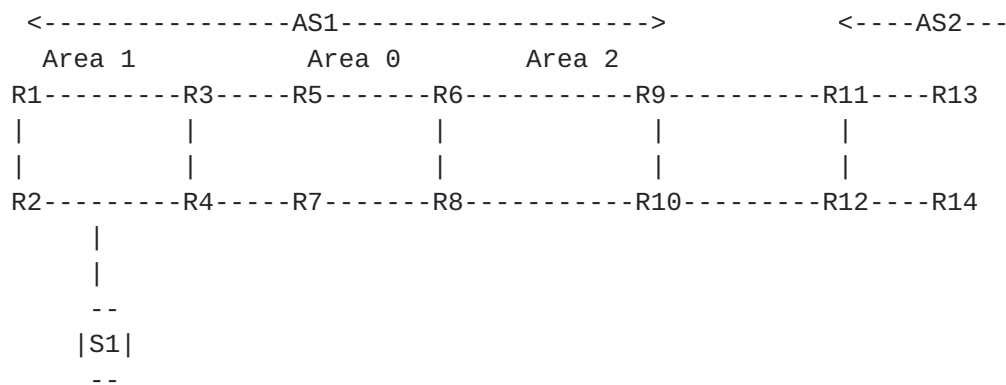 <----------------AS1-------------------->          <----AS2---
Area 1          Area 0        Area 2
R1---------R3-----R5-------R6-----------R9----------R11----R13
|          |              |            |           |
|          |              |            |           |
R2---------R4-----R7-------R8-----------R10---------R12----R14
|
|
--
|S1|
--